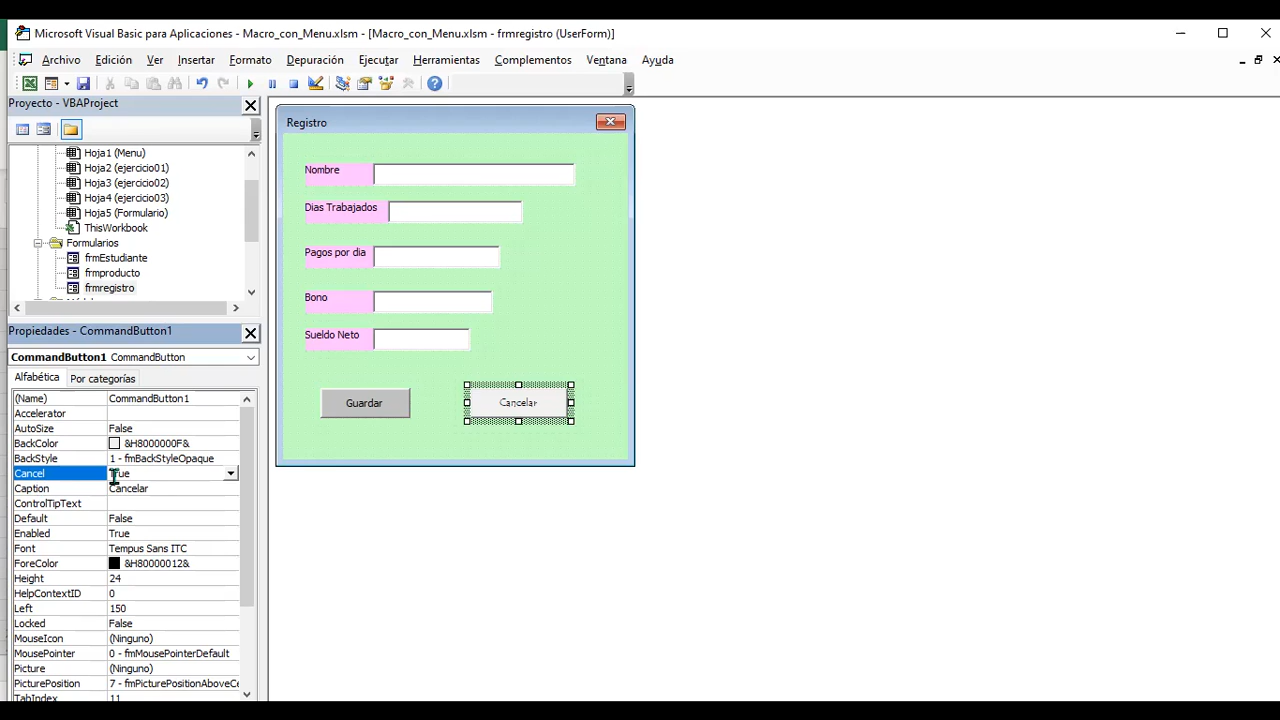 Microsoft Visual Basic para Aplicaciones - Macro_con_Menu.xlsm - [Macro_con_Menu.xlsm - frmregistro (UserForm)]
Archivo Edición Ver Insertar Formato Depuración Ejecutar Herramientas Complementos Ventana Ayuda
Proyecto - VBAProject
Hoja1 (Menu)
Hoja2 (ejercicio01)
Hoja3 (ejercicio02)
Hoja4 (ejercicio03)
Hoja5 (Formulario)
ThisWorkbook
Formularios
frmEstudiante
frmproducto
frmregistro
Propiedades - CommandButton1
CommandButton1 CommandButton
Alfabética Por categorías
(Name) CommandButton1
Accelerator
AutoSize False
BackColor &H8000000F&
BackStyle 1 - fmBackStyleOpaque
Cancel True
Caption Cancelar
ControlTipText
Default False
Enabled True
Font Tempus Sans ITC
ForeColor &H80000012&
Height 24
HelpContextID 0
Left 150
Locked False
MouseIcon (Ninguno)
MousePointer 0 - fmMousePointerDefault
Picture (Ninguno)
PicturePosition 7 - fmPicturePositionAboveCe
TabIndex 11
Registro
Nombre
Dias Trabajados
Pagos por dia
Bono
Sueldo Neto
Guardar Cancelar